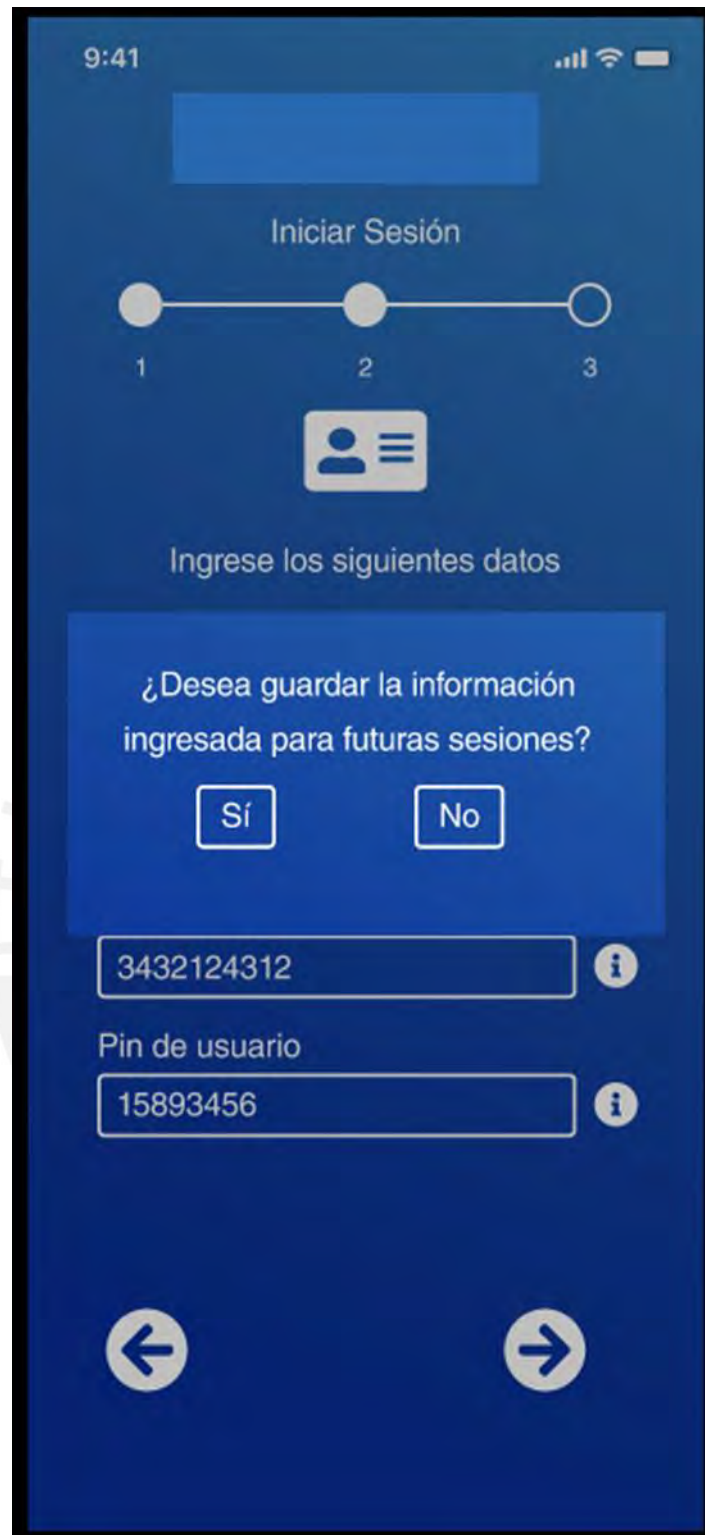 9:41
Iniciar Sesión
1 2 3
Ingrese los siguientes datos
¿Desea guardar la información
ingresada para futuras sesiones?
Sí No
3432124312
Pin de usuario
15893456